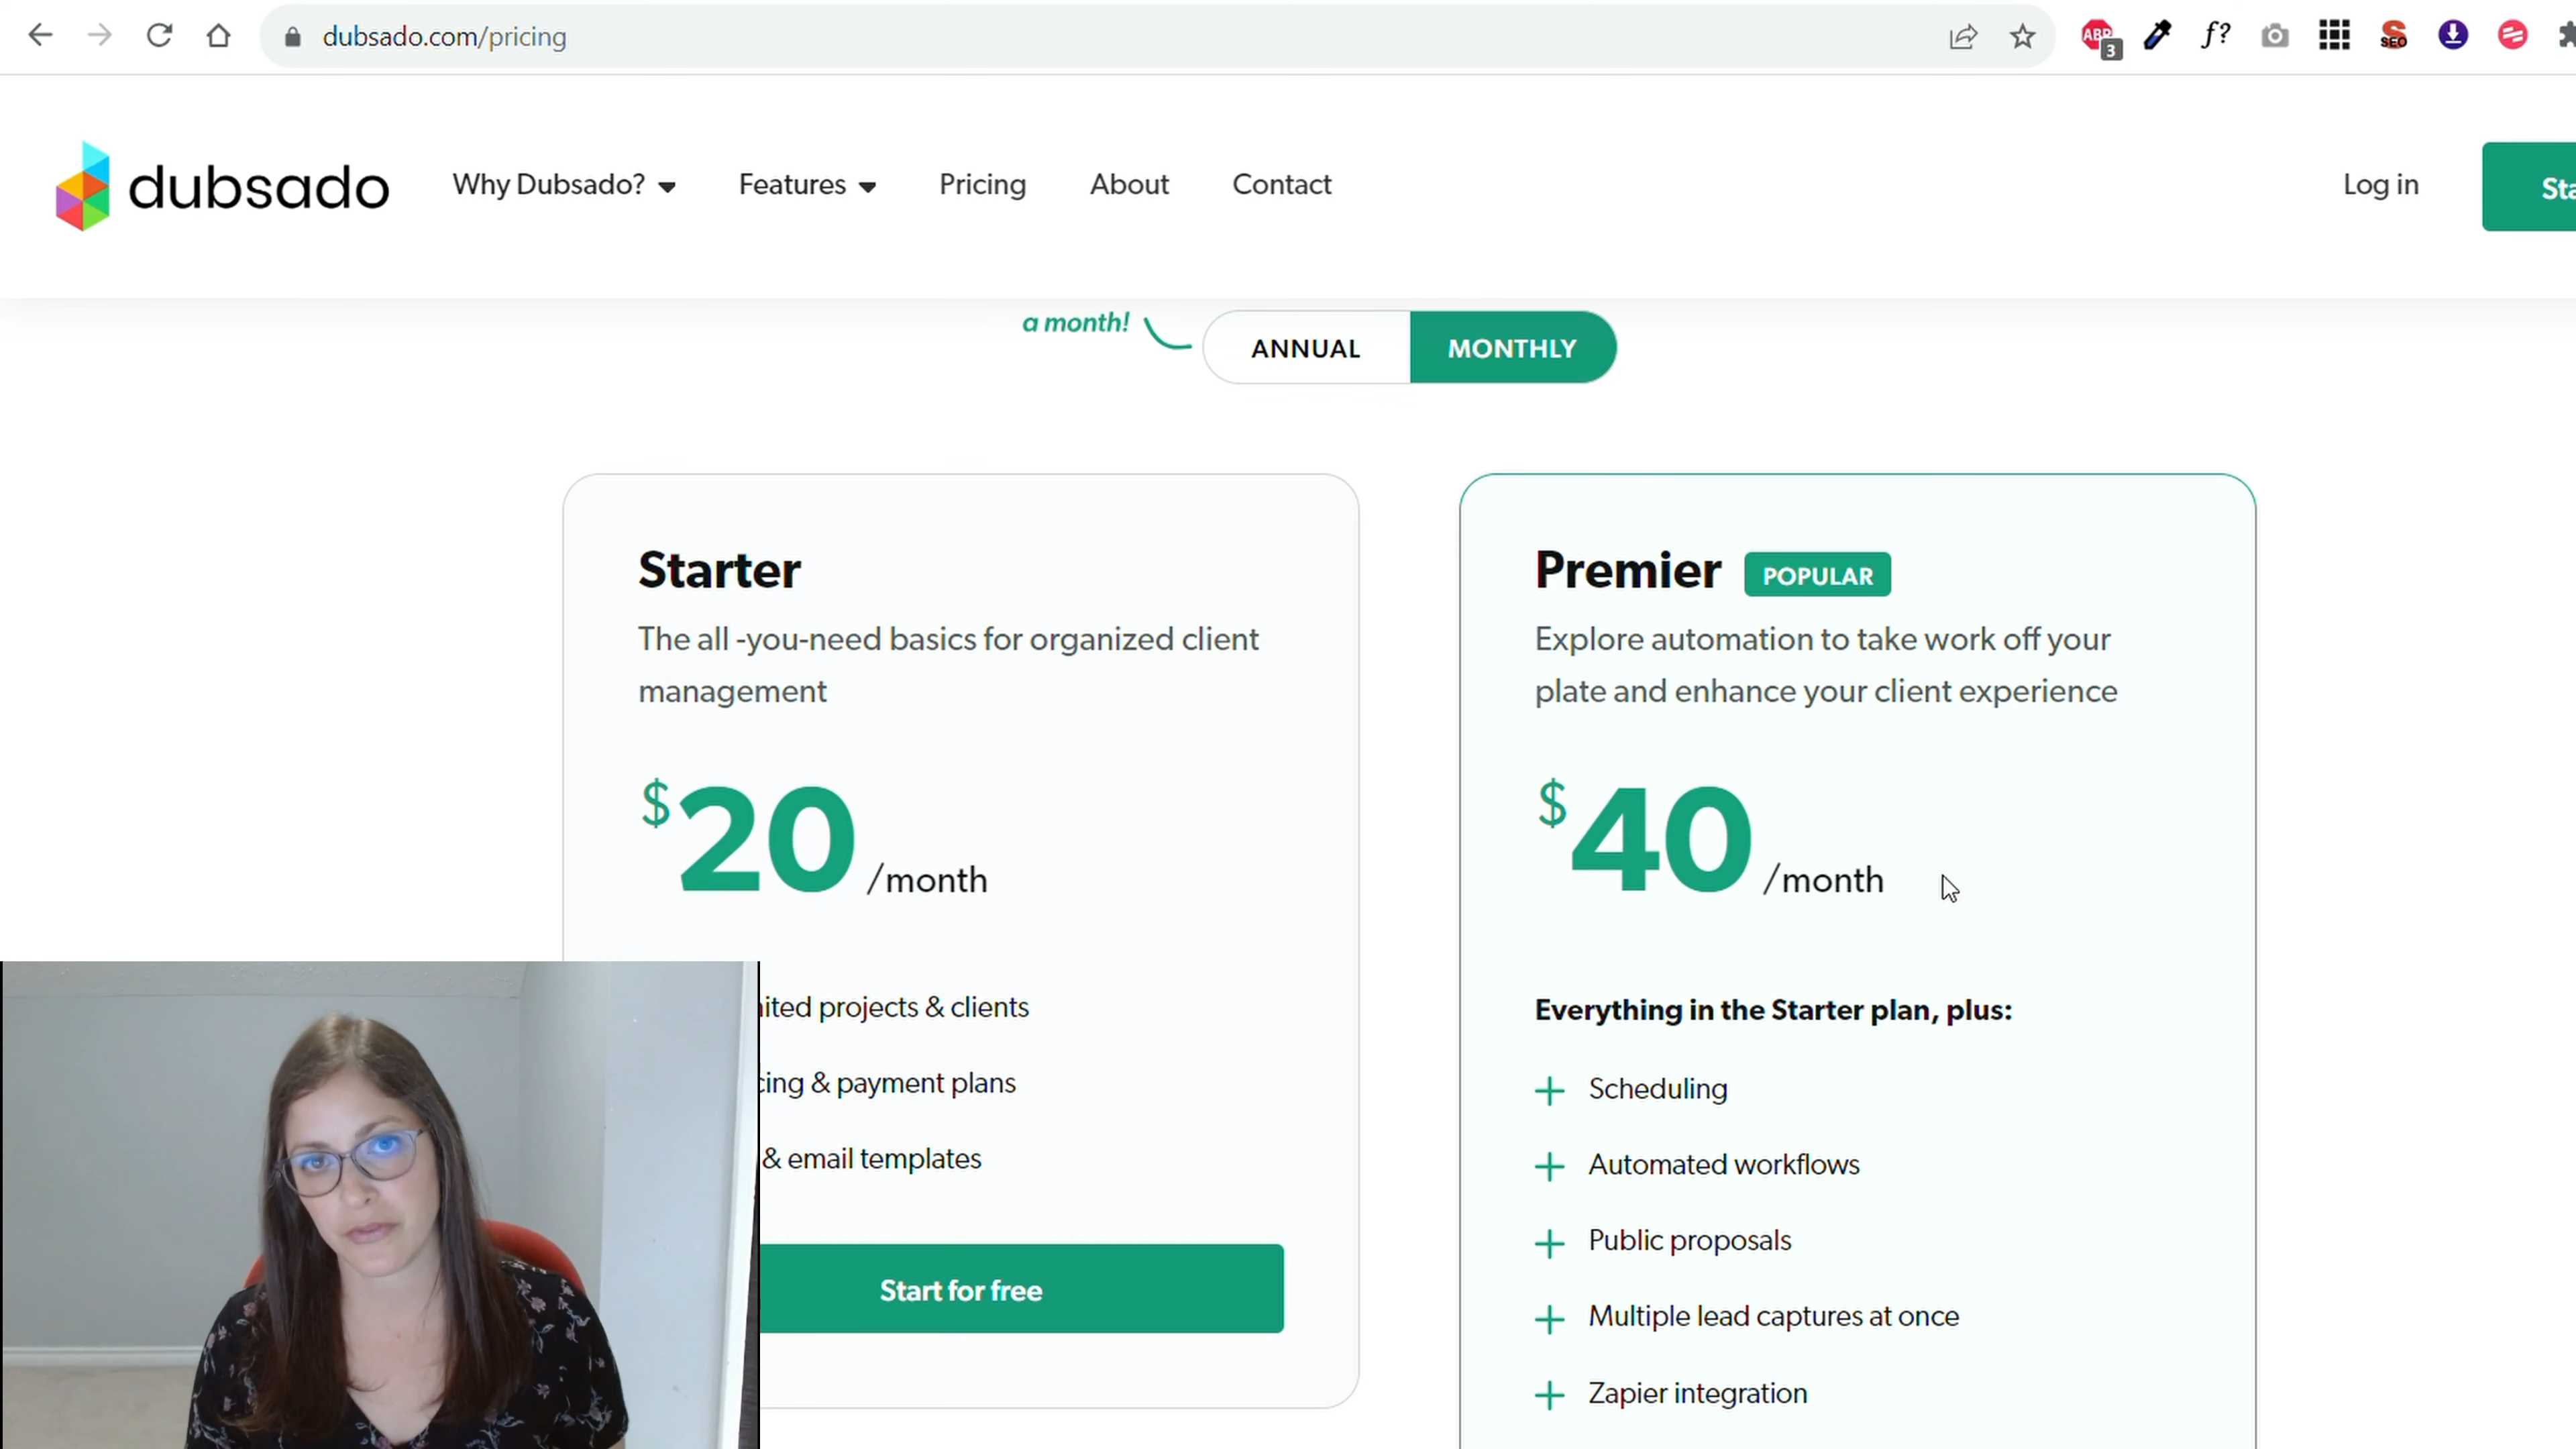 dubsado.com/pricing
ABP
3
f?
SEO
dubsado
Why Dubsado?
Features
Pricing
About
Contact
Log in
a month!
ANNUAL
MONTHLY
Starter
The all -you-need basics for organized client
management
$20 /month
projects & clients
& payment plans
& email templates
Start for free
Premier POPULAR
Explore automation to take work off your
plate and enhance your client experience
$40 /month
Everything in the Starter plan, plus:
Scheduling
Automated workflows
Public proposals
Multiple lead captures at once
Zapier integration